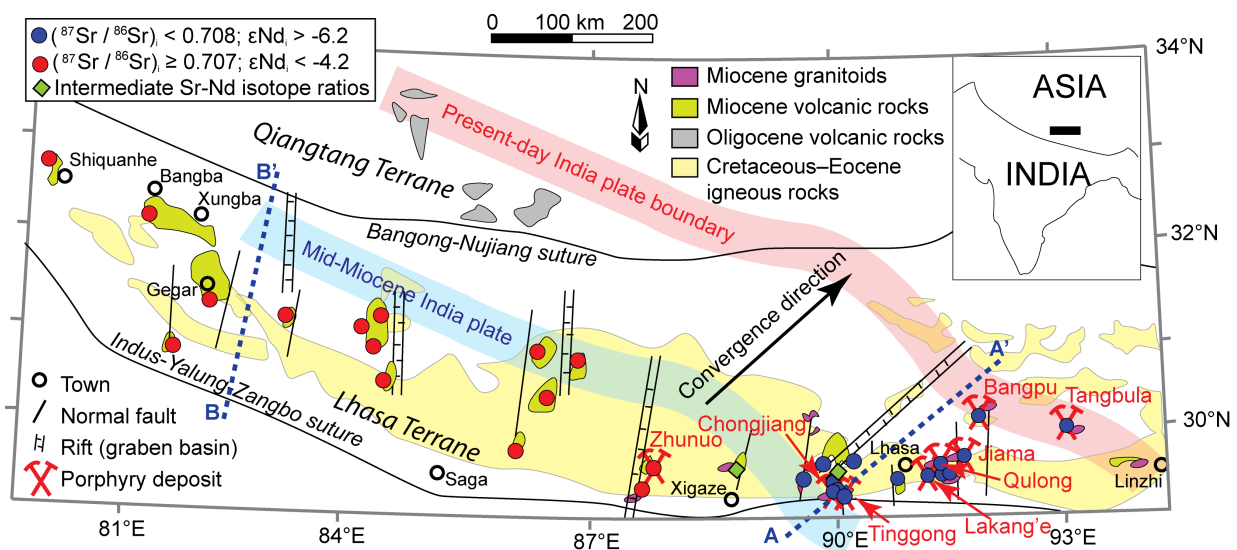 (⁸⁷Sr / ⁸⁶Sr)ᵢ < 0.708; εNdᵢ > -6.2
(⁸⁷Sr / ⁸⁶Sr)ᵢ ≥ 0.707; εNdᵢ < -4.2
Intermediate Sr-Nd isotope ratios
0 100 km 200
34°N
N
Miocene granitoids
Miocene volcanic rocks
Oligocene volcanic rocks
Cretaceous–Eocene
igneous rocks
ASIA
INDIA
Present-day India plate boundary
Qiangtang Terrane
Shiquanhe
Bangba
B'
Xungba
Bangong-Nujiang suture
32°N
Mid-Miocene India plate
Gegar
Convergence direction
Indus-Yalung-Zangbo suture
Lhasa Terrane
B
A'
Bangpu
Tangbula
Town
Normal fault
Rift (graben basin)
Porphyry deposit
Chongjiang
30°N
Zhunuo
Lhasa
Jiama
Saga
Xigaze
Qulong
Linzhi
Lakang'e
Tinggong
A
81°E
84°E
87°E
90°E
93°E